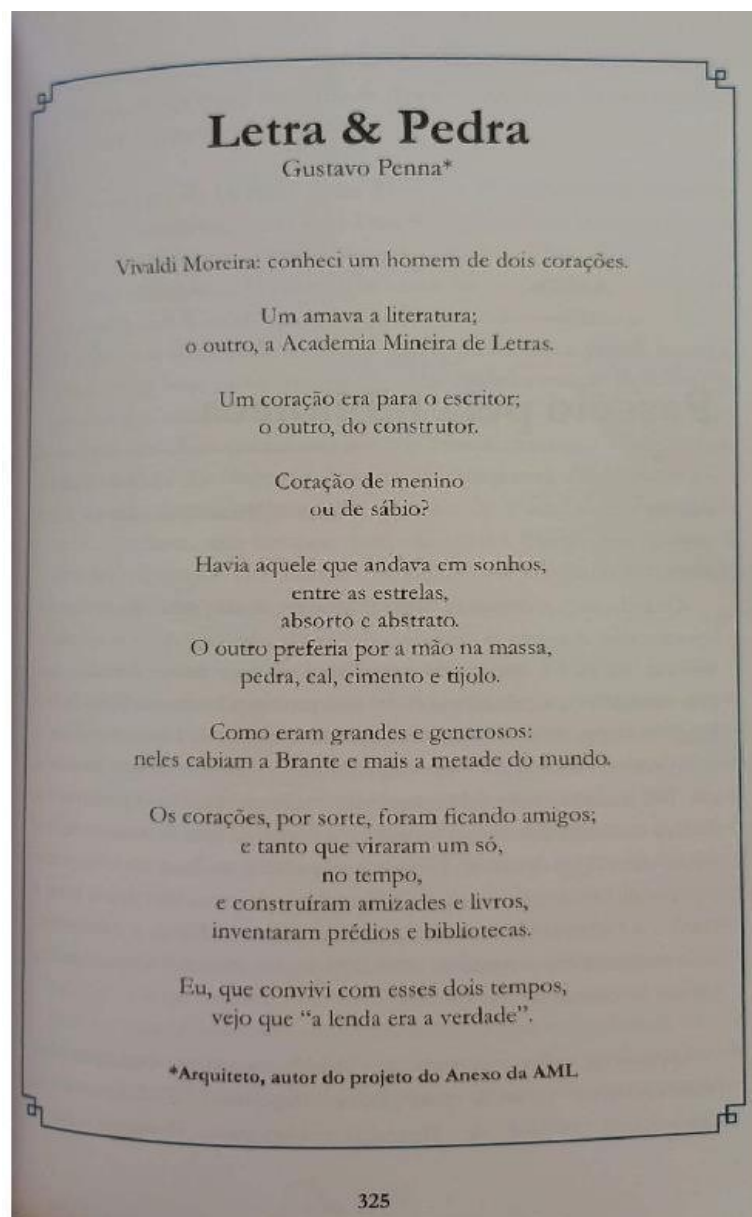 Letra & Pedra
Gustavo Penna*
Vivaldi Moreira: conheci um homem de dois corações.
Um amava a literatura;
o outro, a Academia Mineira de Letras.
Um coração era para o escritor;
o outro, do construtor.
Coração de menino
ou de sábio?
Havia aquele que andava em sonhos,
entre as estrelas,
absorto e abstrato.
O outro preferia por a mão na massa,
pedra, cal, cimento e tijolo.
Como eram grandes e generosos:
neles cabiam a Brante e mais a metade do mundo.
Os corações, por sorte, foram ficando amigos;
e tanto que viraram um só,
no tempo,
e construíram amizades e livros,
inventaram prédios e bibliotecas.
Eu, que convivi com esses dois tempos,
vejo que “a lenda era a verdade”.
*Arquiteto, autor do projeto do Anexo da AML
325